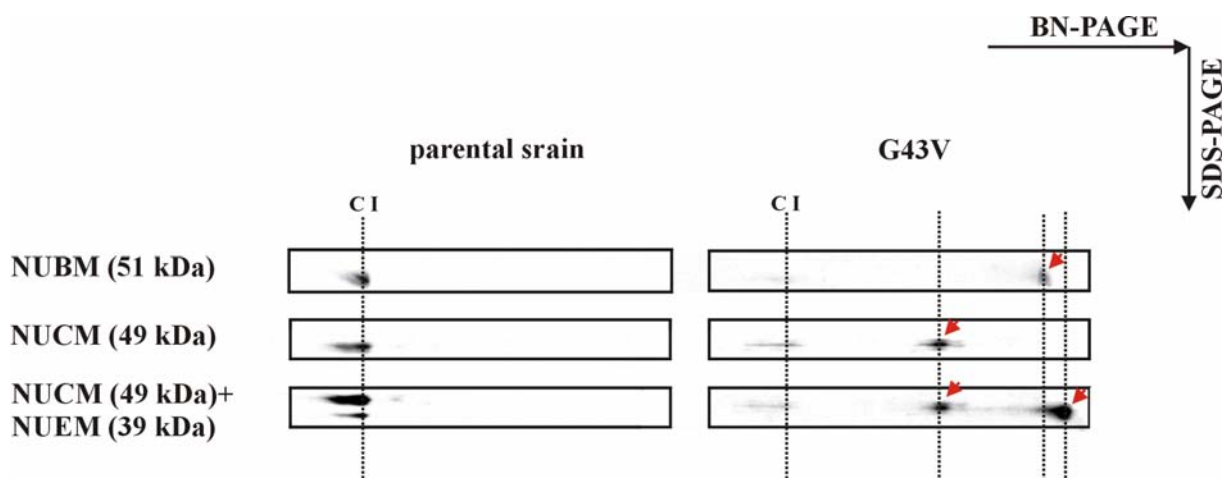 BN-PAGE
SDS-PAGE
parental srain
G43V
C I
C I
NUBM (51 kDa)
NUCM (49 kDa)
NUCM (49 kDa)+
NUEM (39 kDa)